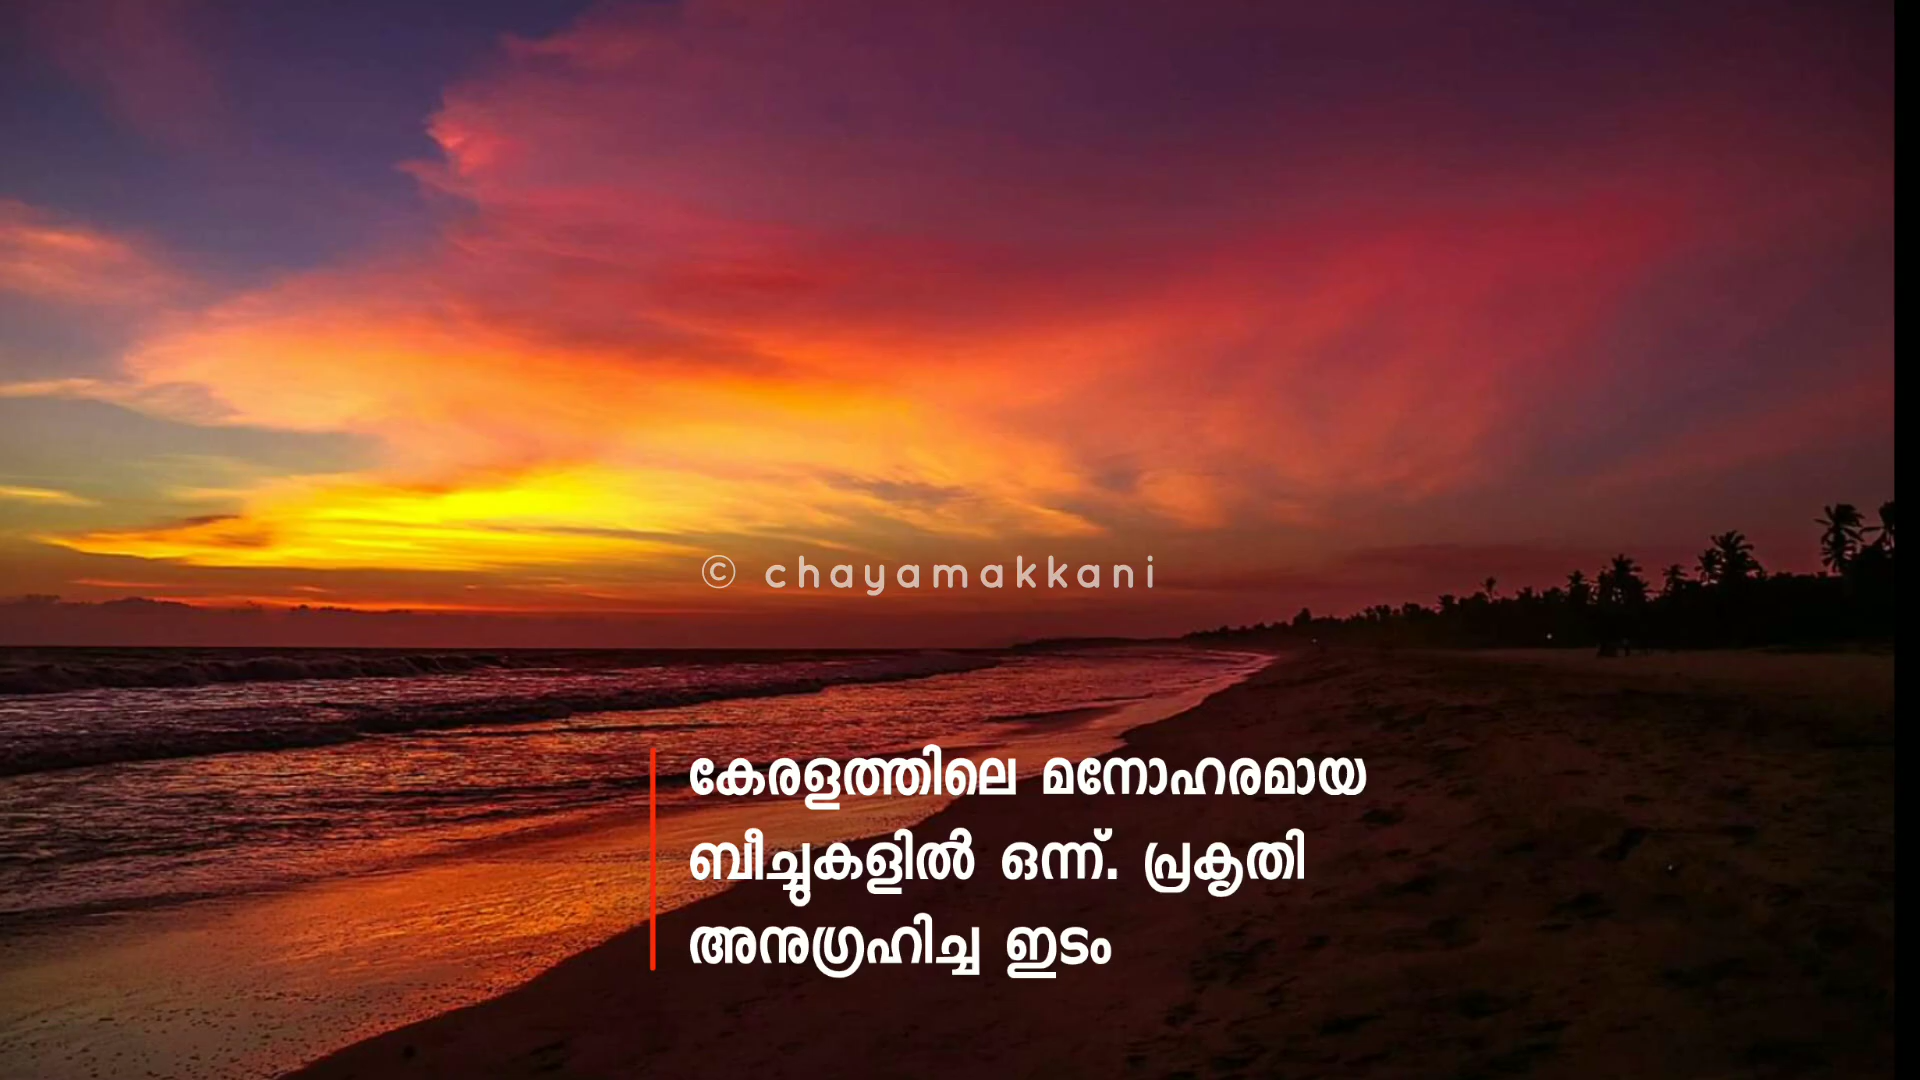 © chayamakkani
കേരളത്തിലെ മനോഹരമായ
ബീച്ചുകളിൽ ഒന്ന്. പ്രകൃതി
അനുഗ്രഹിച്ച ഇടം